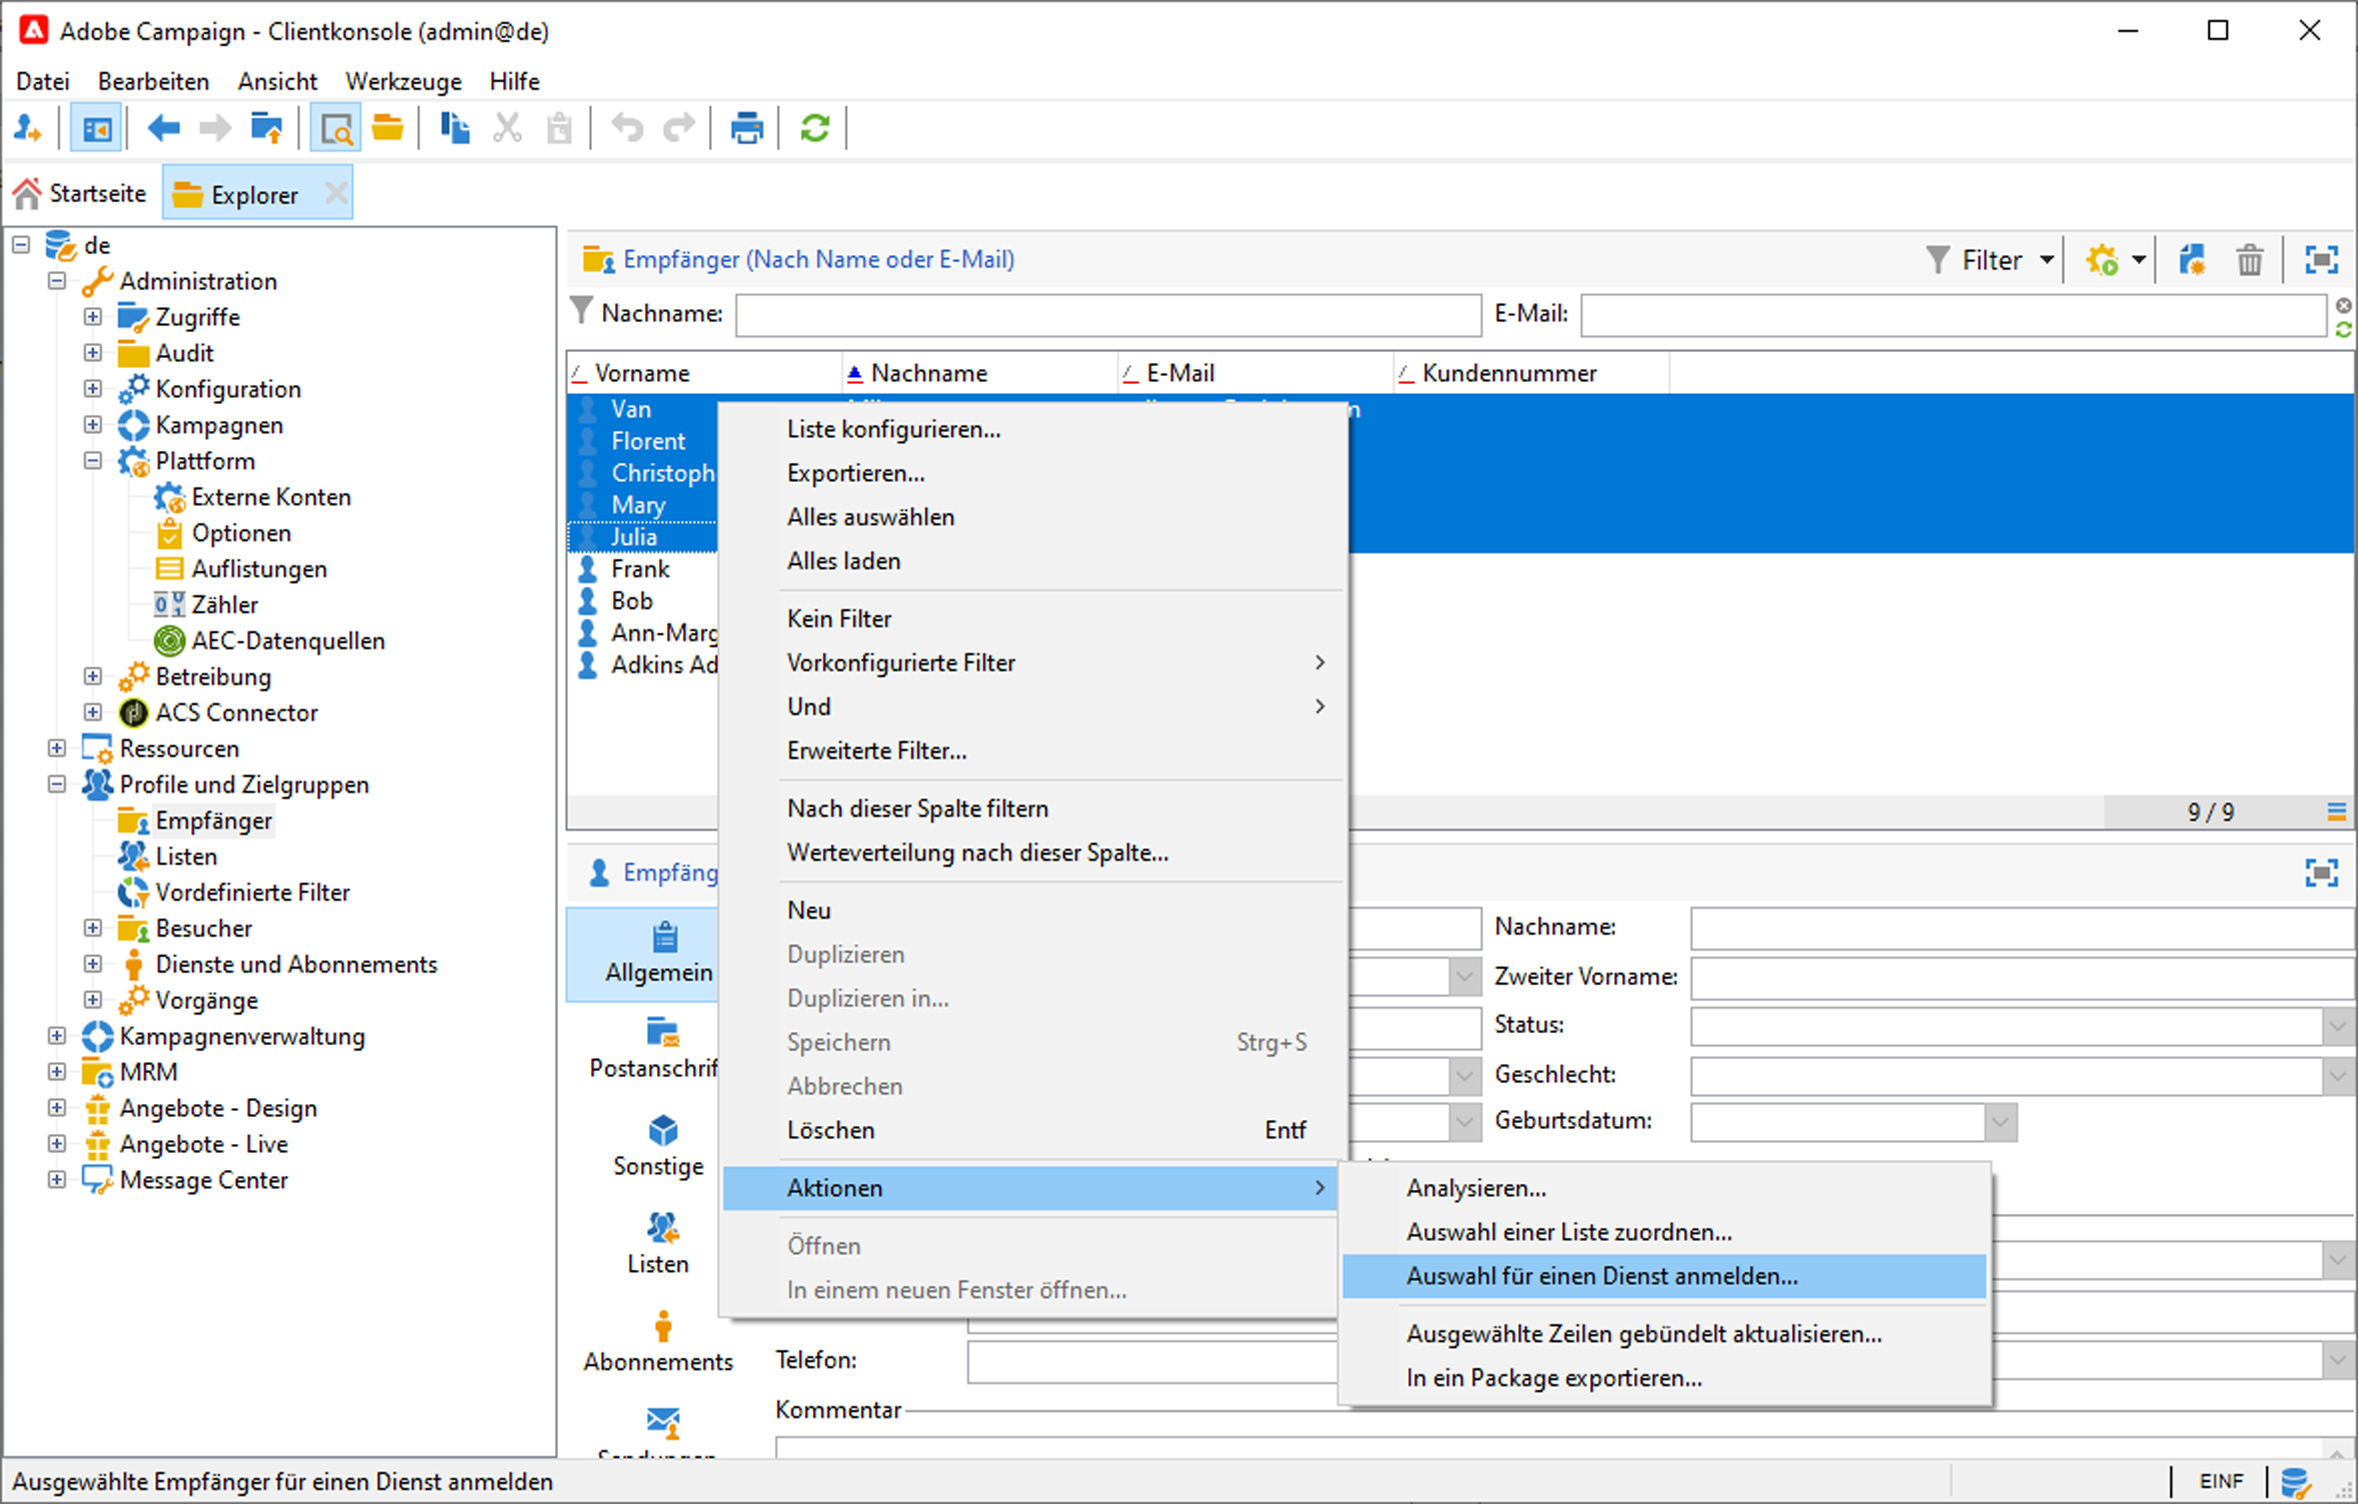 Adobe Campaign - Clientkonsole (admin@de)
Datei Bearbeiten Ansicht Werkzeuge Hilfe
Startseite Explorer
de
Administration
Zugriffe
Audit
Konfiguration
Kampagnen
Plattform
Externe Konten
Optionen
Auflistungen
Zähler
AEC-Datenquellen
Betreibung
ACS Connector
Ressourcen
Profile und Zielgruppen
Empfänger
Listen
Vordefinierte Filter
Besucher
Dienste und Abonnements
Vorgänge
Kampagnenverwaltung
MRM
Angebote - Design
Angebote - Live
Message Center
Empfänger (Nach Name oder E-Mail) Filter
Nachname: E-Mail:
Vorname Nachname E-Mail Kundennummer
Van
Florent
Christoph
Mary
Julia
Frank
Bob
Ann-Marg
Adkins Ad
9 / 9
Liste konfigurieren...
Exportieren...
Alles auswählen
Alles laden
Kein Filter
Vorkonfigurierte Filter
Und
Erweiterte Filter...
Nach dieser Spalte filtern
Werteverteilung nach dieser Spalte...
Neu
Duplizieren
Duplizieren in...
Speichern Strg+S
Abbrechen
Löschen Entf
Aktionen
Öffnen
In einem neuen Fenster öffnen...
Analysieren...
Auswahl einer Liste zuordnen...
Auswahl für einen Dienst anmelden...
Ausgewählte Zeilen gebündelt aktualisieren...
In ein Package exportieren...
Empfäng
Allgemein
Postanschrif
Sonstige
Listen
Abonnements
Nachname:
Zweiter Vorname:
Status:
Geschlecht:
Geburtsdatum:
Telefon:
Kommentar
Ausgewählte Empfänger für einen Dienst anmelden
EINF